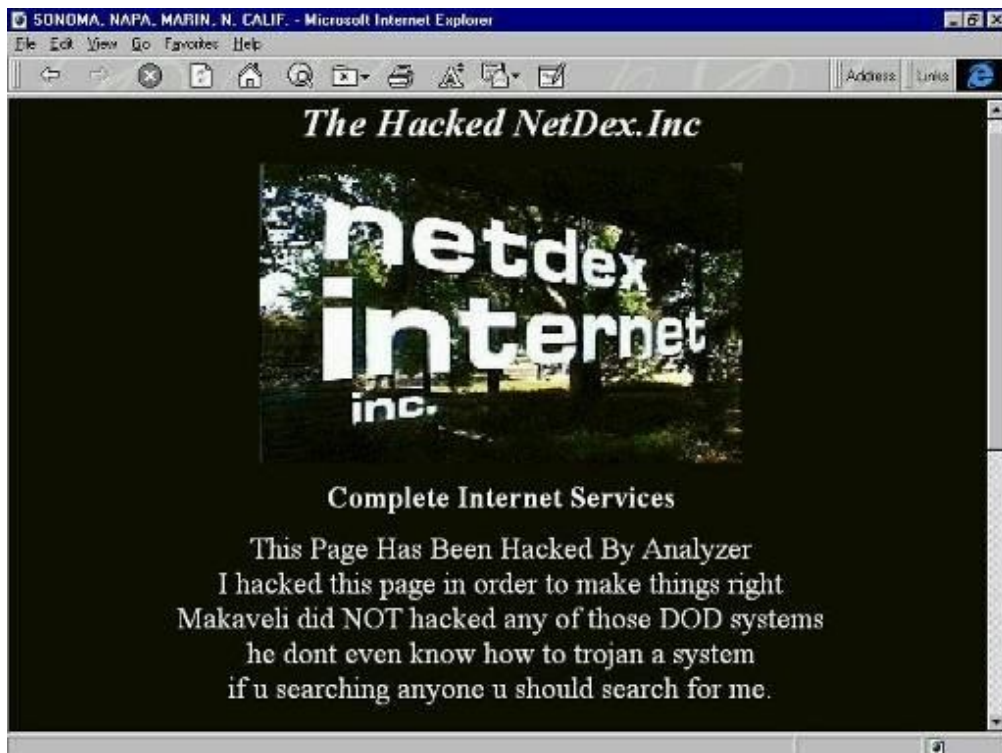 SONOMA, NAPA, MARIN, N. CALIF. - Microsoft Internet Explorer
File Edit View Go Favorites Help
Address Links
The Hacked NetDex.Inc
netdex
internet
inc.
Complete Internet Services
This Page Has Been Hacked By Analyzer
I hacked this page in order to make things right
Makaveli did NOT hacked any of those DOD systems
he dont even know how to trojan a system
if u searching anyone u should search for me.